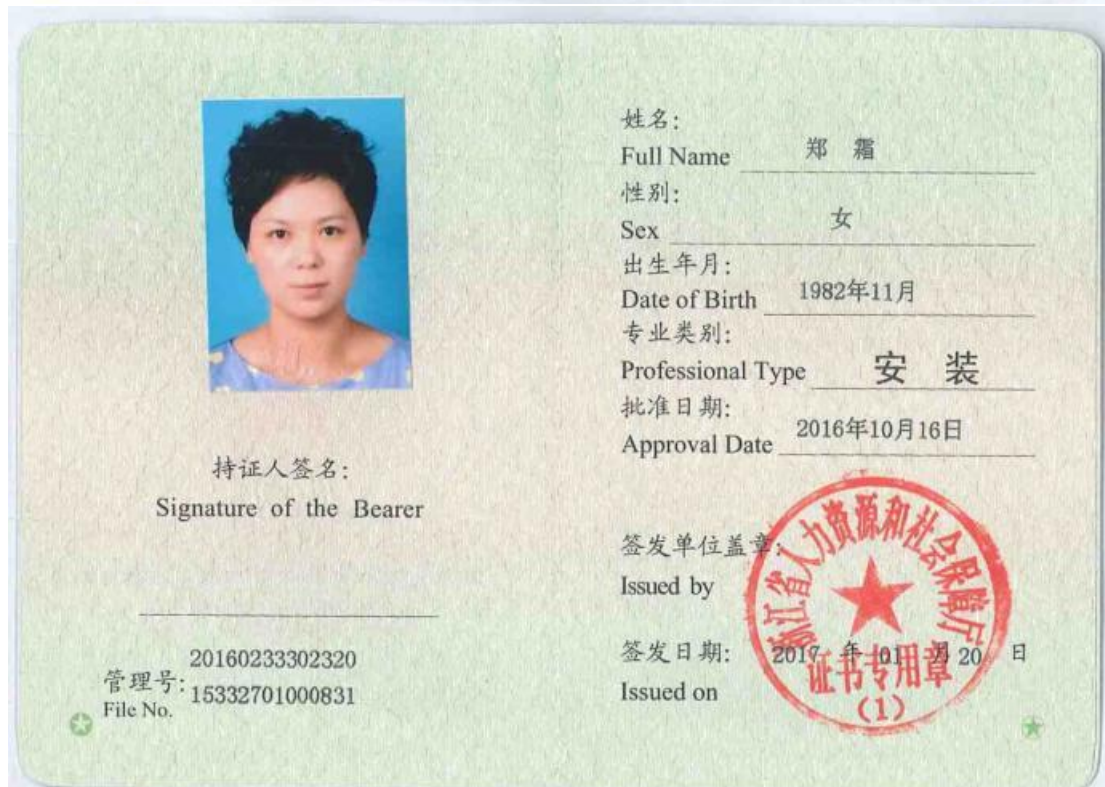 持证人签名:
Signature of the Bearer
管理号:
File No.
20160233302320
15332701000831
姓名:
Full Name 郑 霜
性别:
Sex 女
出生年月:
Date of Birth 1982年11月
专业类别:
Professional Type 安 装
批准日期:
Approval Date 2016年10月16日
签发单位盖章:
Issued by
浙江省人力资源和社会保障厅
证书专用章
(1)
签发日期: 2017 年 01 月 20 日
Issued on